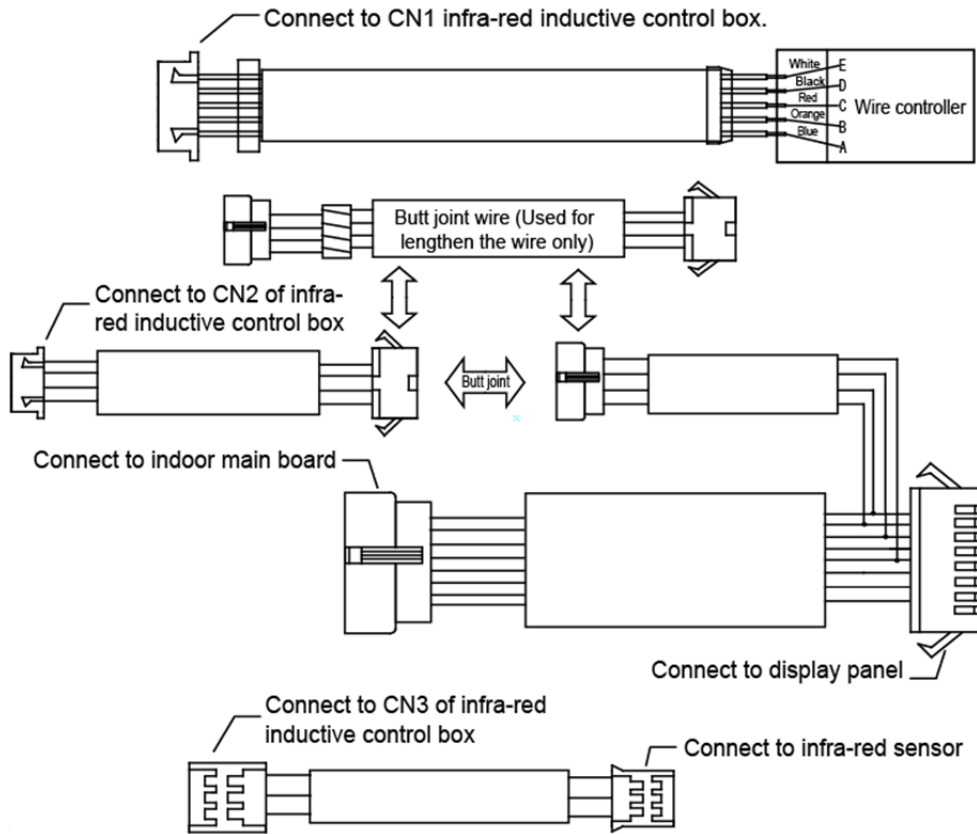 Connect to CN1 infra-red inductive control box.
White E
Black D
Red C
Wire controller
Orange B
Blue A
Butt joint wire (Used for
lengthen the wire only)
Connect to CN2 of infra-
red inductive control box
Butt joint
Connect to indoor main board
Connect to display panel
Connect to CN3 of infra-red
inductive control box
Connect to infra-red sensor